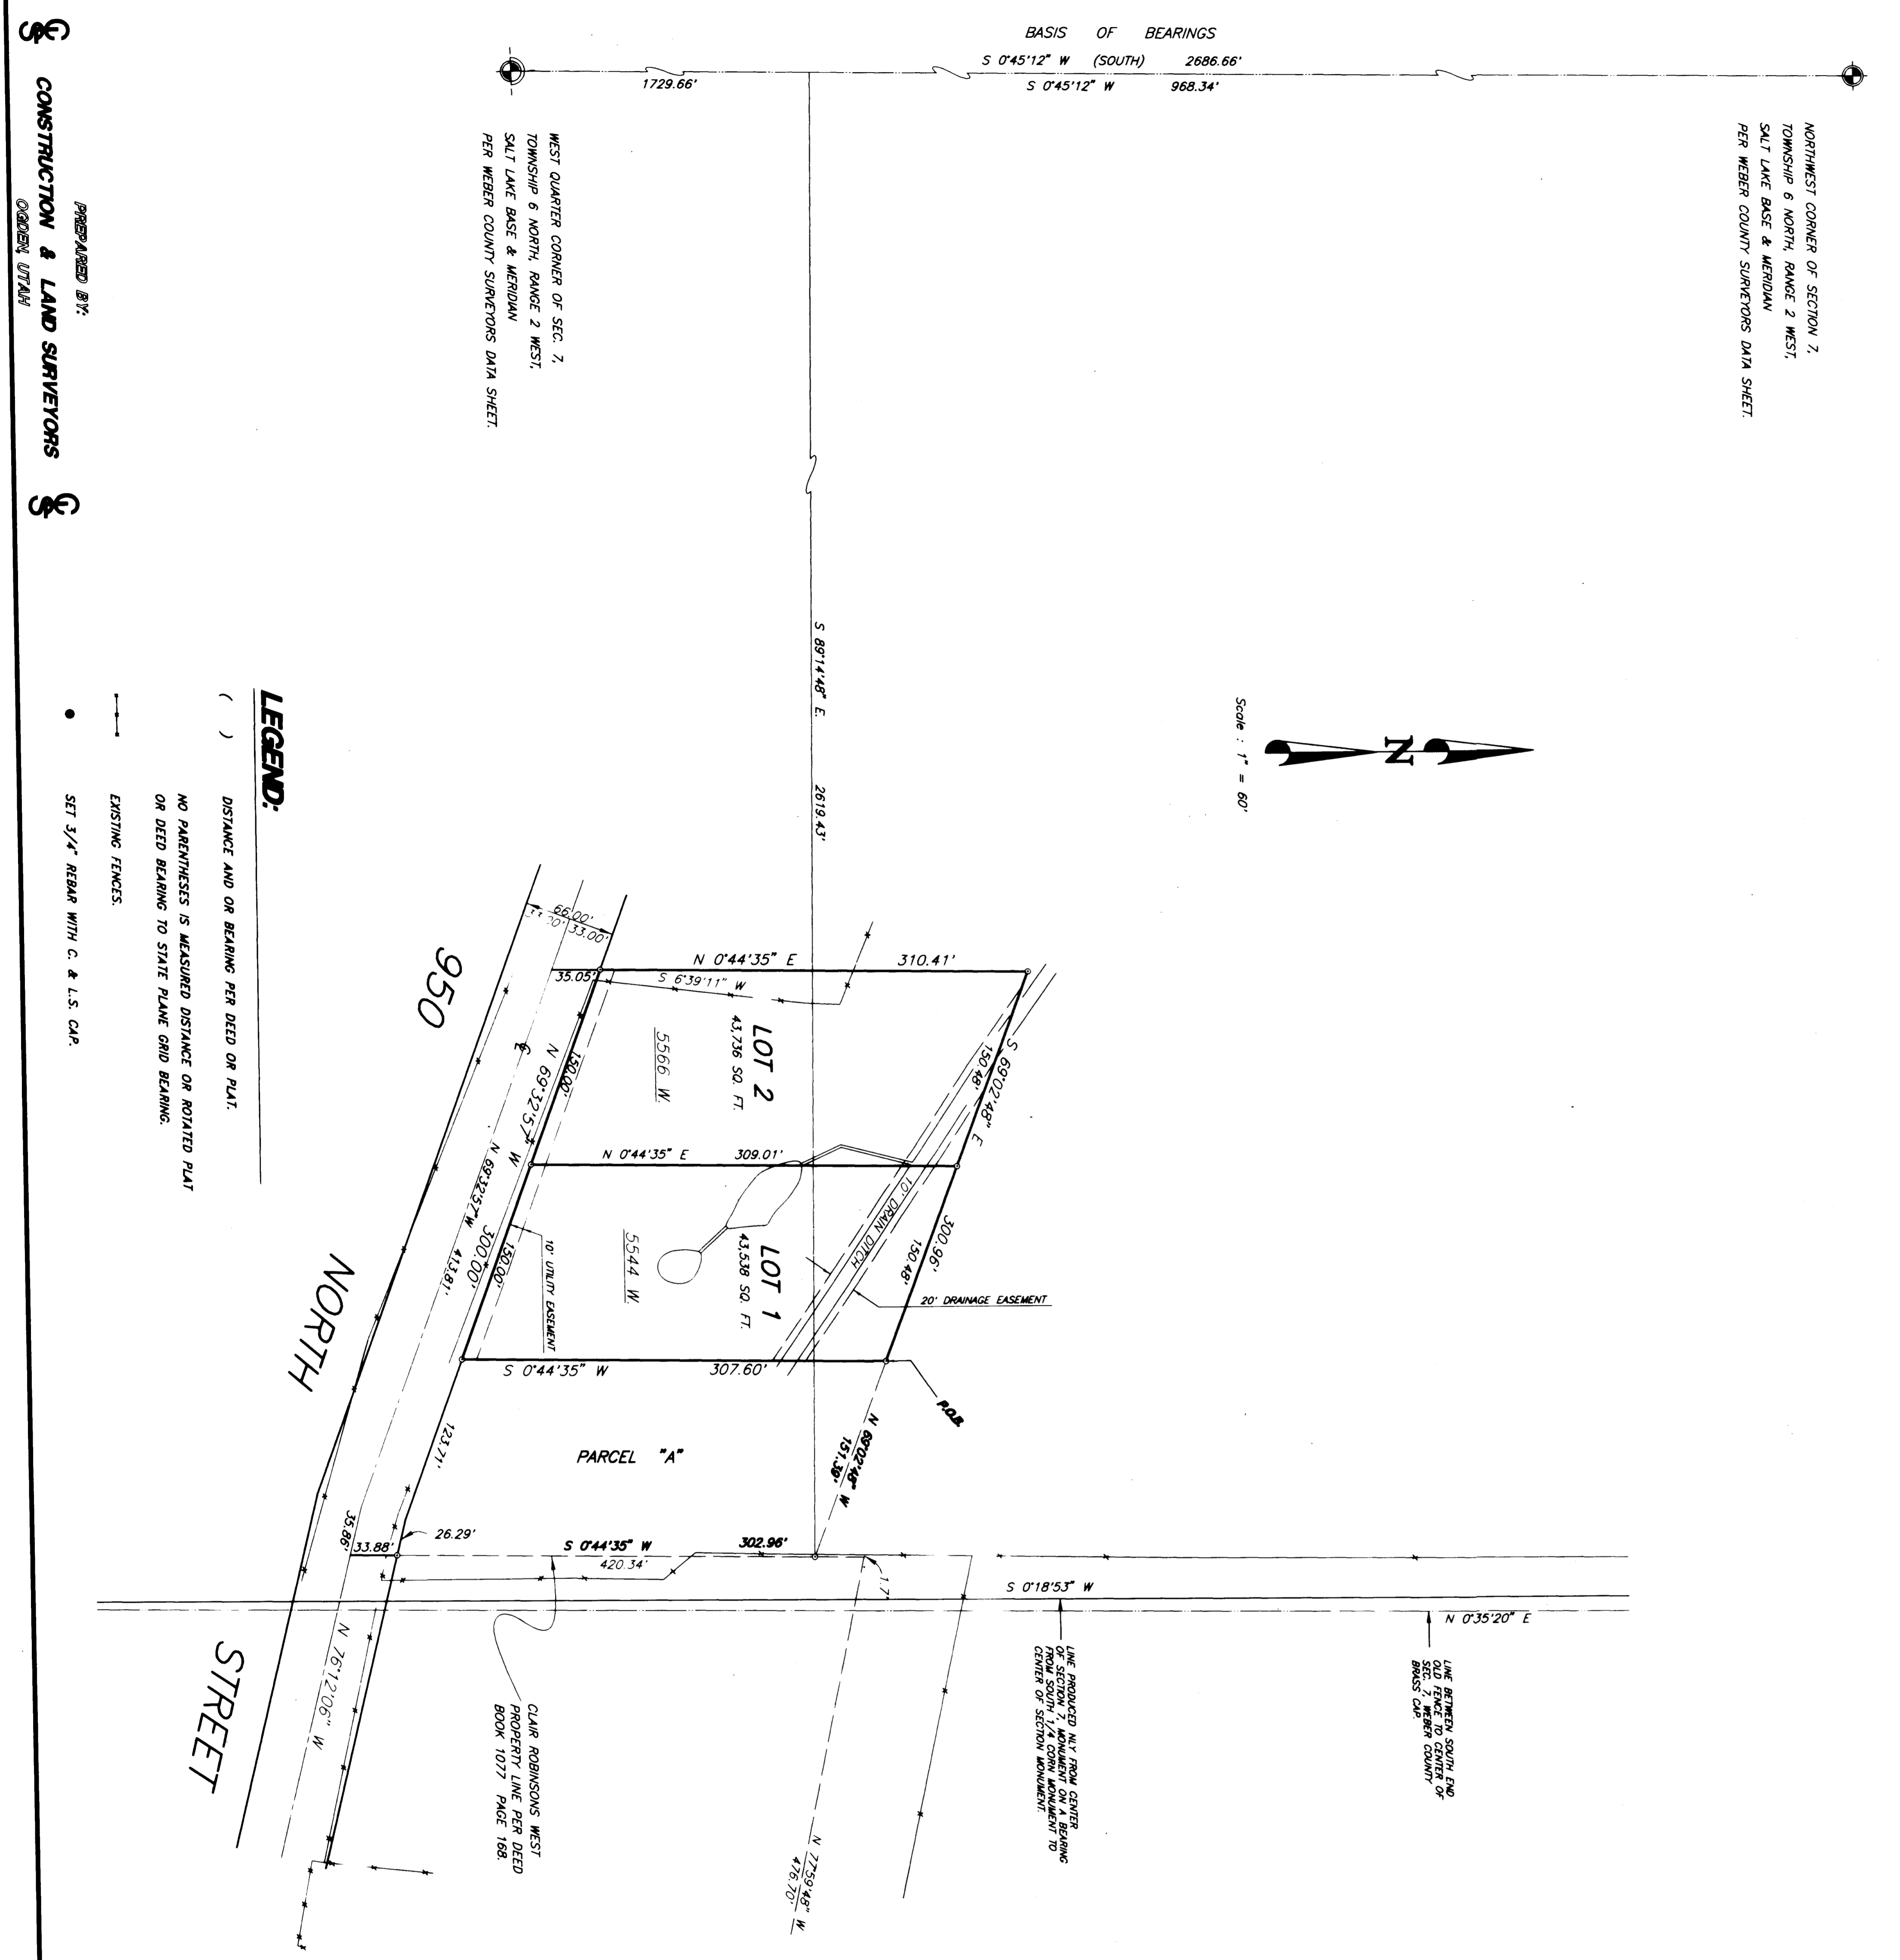 BASIS OF BEARINGS
S 0°45'12" W (SOUTH) 2686.66'
1729.66'
S 0°45'12" W 968.34'
NORTHWEST CORNER OF SECTION 7,
TOWNSHIP 6 NORTH, RANGE 2 WEST,
SALT LAKE BASE & MERIDIAN
PER WEBER COUNTY SURVEYORS DATA SHEET.
WEST QUARTER CORNER OF SEC. 7,
TOWNSHIP 6 NORTH, RANGE 2 WEST,
SALT LAKE BASE & MERIDIAN
PER WEBER COUNTY SURVEYORS DATA SHEET.
S 89°14'48" E. 2619.43'
N
Scale : 1" = 60'
66.00'
33.00'
N 0°44'35" E 310.41'
35.05'
S 6°39'11" W
LOT 2
43,736 SQ. FT.
5566 W.
S 69°02'48" E
150.48'
300.96'
150.48'
150.00'
N 69°32'57" W
300.00'
150.00'
N 69°32'57" W 413.81'
N 0°44'35" E 309.01'
10' DRAIN DITCH
20' DRAINAGE EASEMENT
LOT 1
43,538 SQ. FT.
5544 W.
10' UTILITY EASEMENT
S 0°44'35" W 307.60'
P.O.B.
N 69°02'48" W
151.39'
PARCEL "A"
123.71'
26.29'
35.86'
33.88'
S 0°44'35" W 302.96'
420.34'
1.7'
S 0°18'53" W
N 0°35'20" E
LINE BETWEEN SOUTH END
OLD FENCE TO CENTER OF
SEC. 7, WEBER COUNTY
BRASS CAP.
LINE PRODUCED NLY FROM CENTER
OF SECTION 7, MONUMENT ON A BEARING
FROM SOUTH 1/4 CORN MONUMENT TO
CENTER OF SECTION MONUMENT.
CLAIR ROBINSONS WEST
PROPERTY LINE PER DEED
BOOK 1077 PAGE 168.
N 77°59'48" W
476.70'
N 76°12'06" W
950 NORTH STREET
LEGEND:
( ) DISTANCE AND OR BEARING PER DEED OR PLAT.
NO PARENTHESES IS MEASURED DISTANCE OR ROTATED PLAT
OR DEED BEARING TO STATE PLANE GRID BEARING.
EXISTING FENCES.
SET 3/4" REBAR WITH C. & L.S. CAP.
PREPARED BY:
CONSTRUCTION & LAND SURVEYORS
OGDEN, UTAH